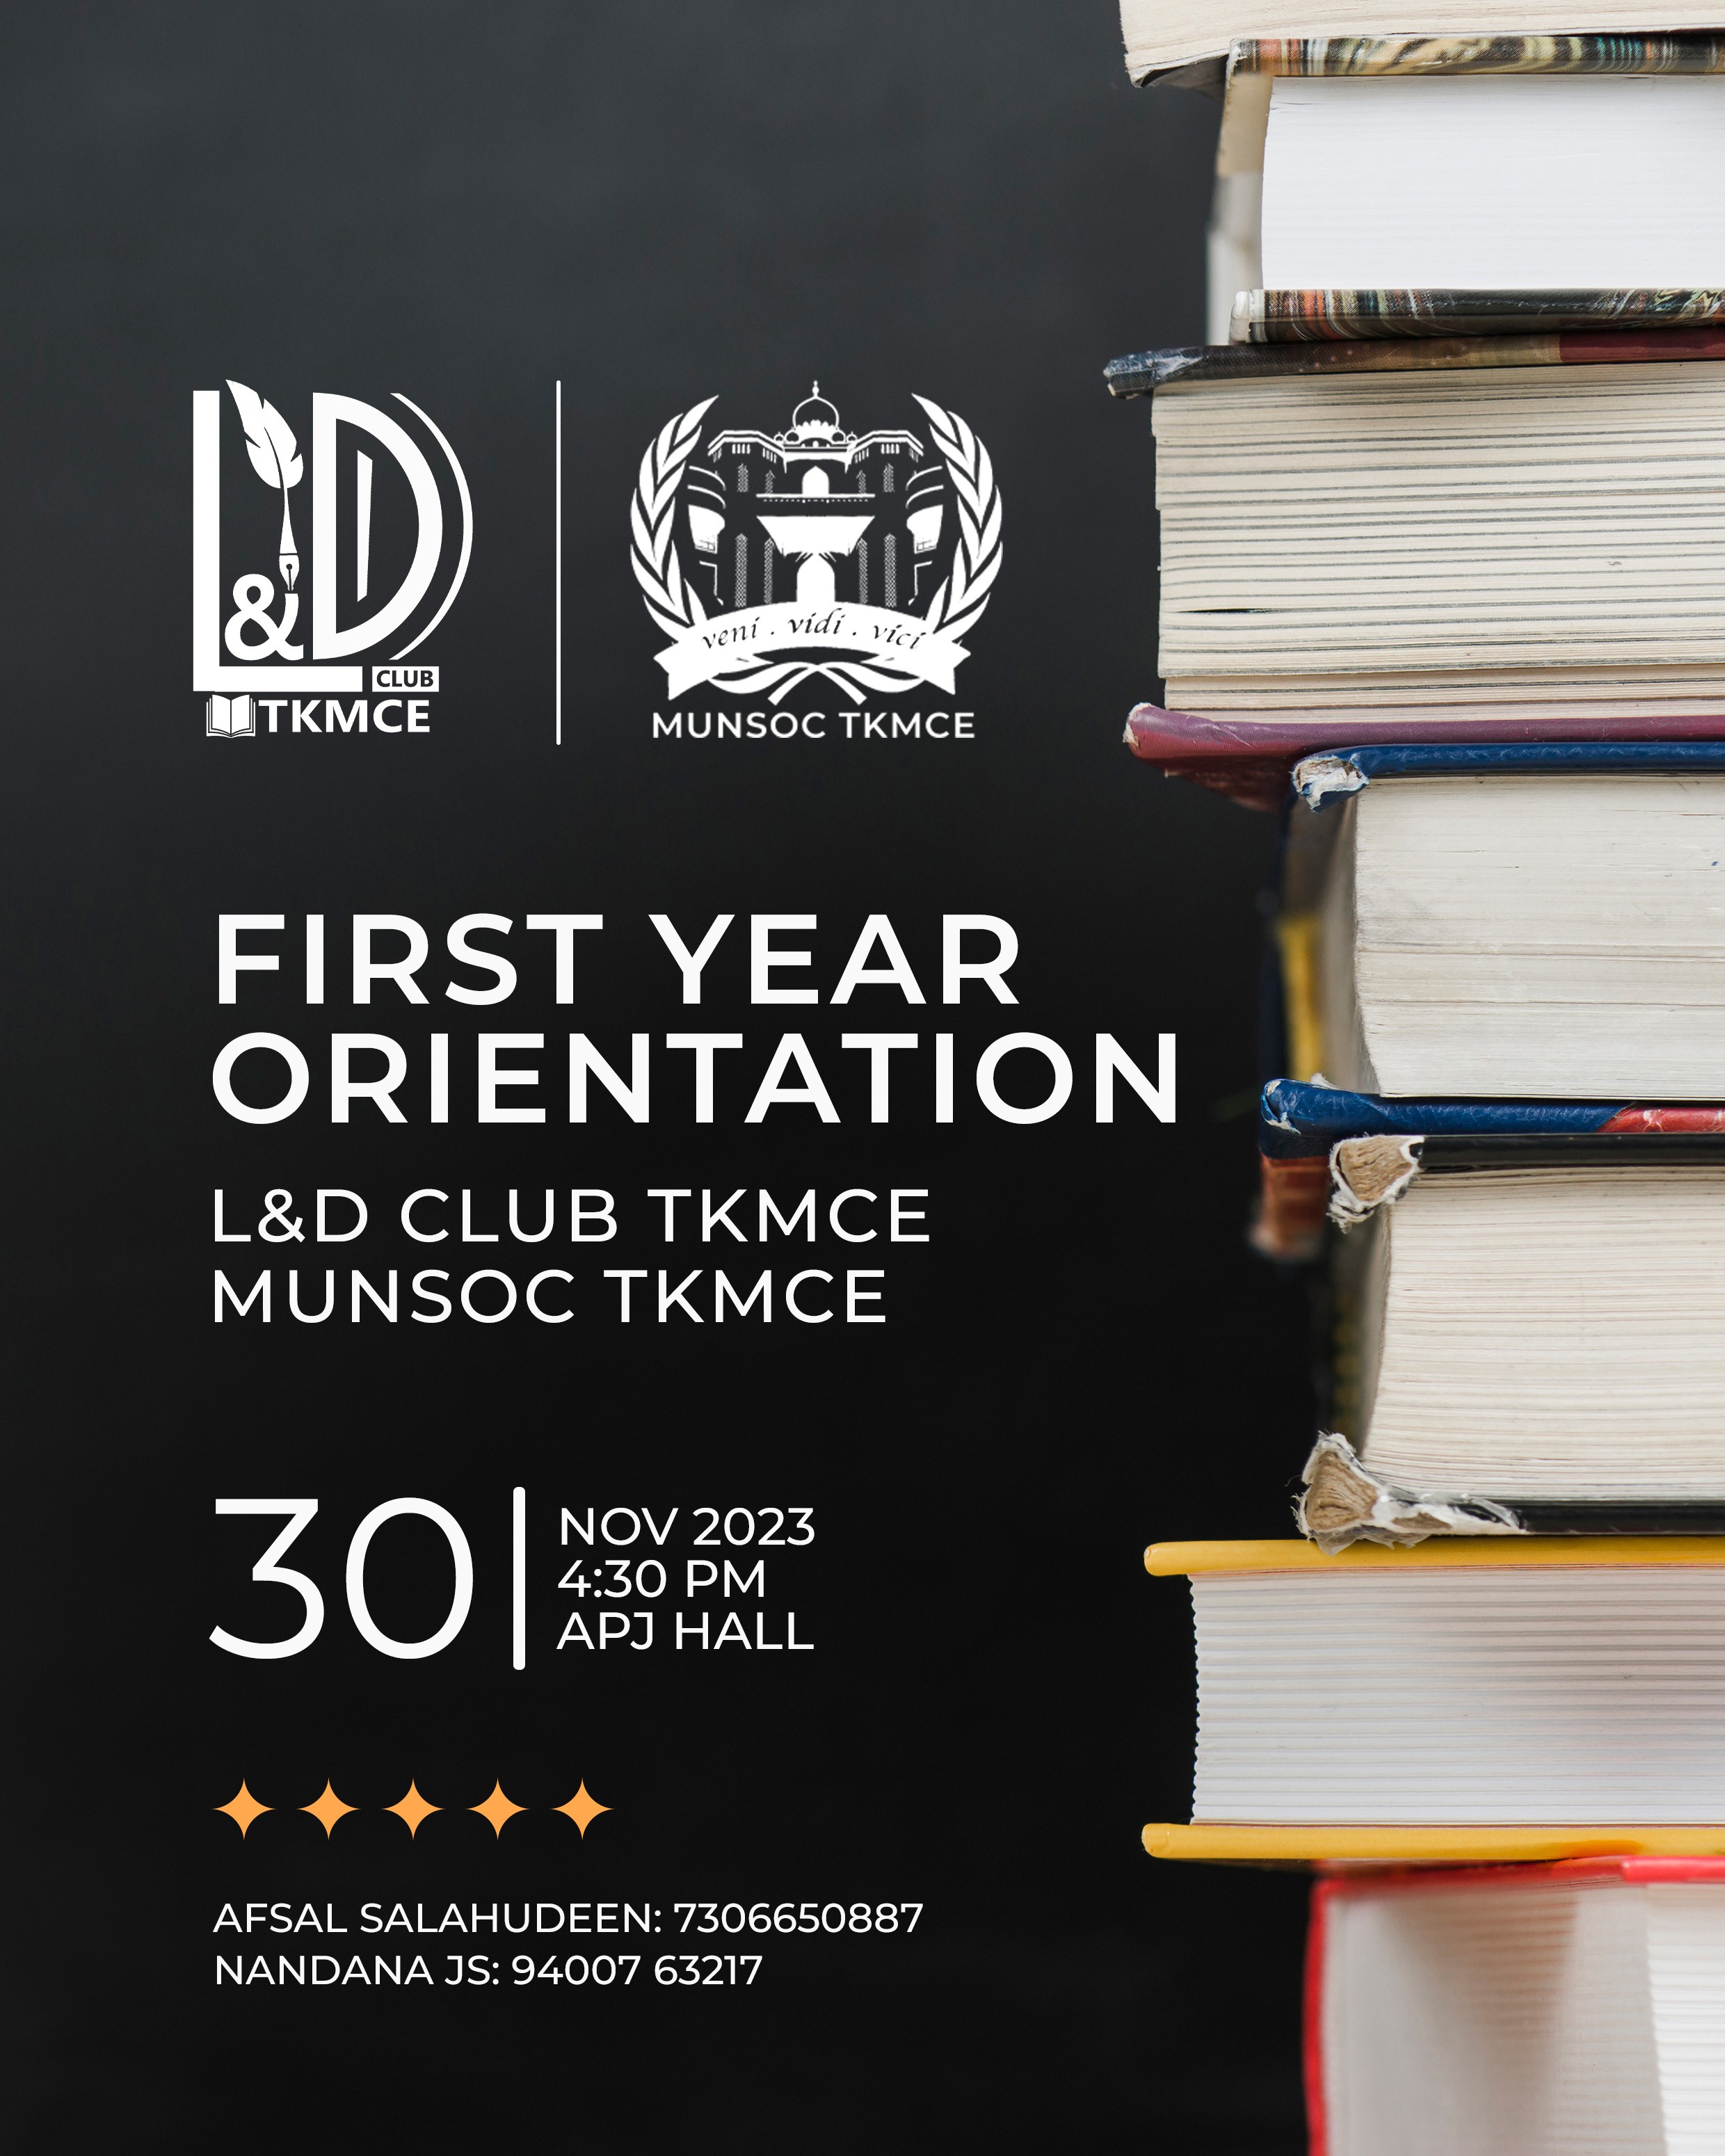 L&D
CLUB
TKMCE
veni . vidi . vici
MUNSOC TKMCE
FIRST YEAR
ORIENTATION
L&D CLUB TKMCE
MUNSOC TKMCE
30
NOV 2023
4:30 PM
APJ HALL
AFSAL SALAHUDEEN: 7306650887
NANDANA JS: 94007 63217